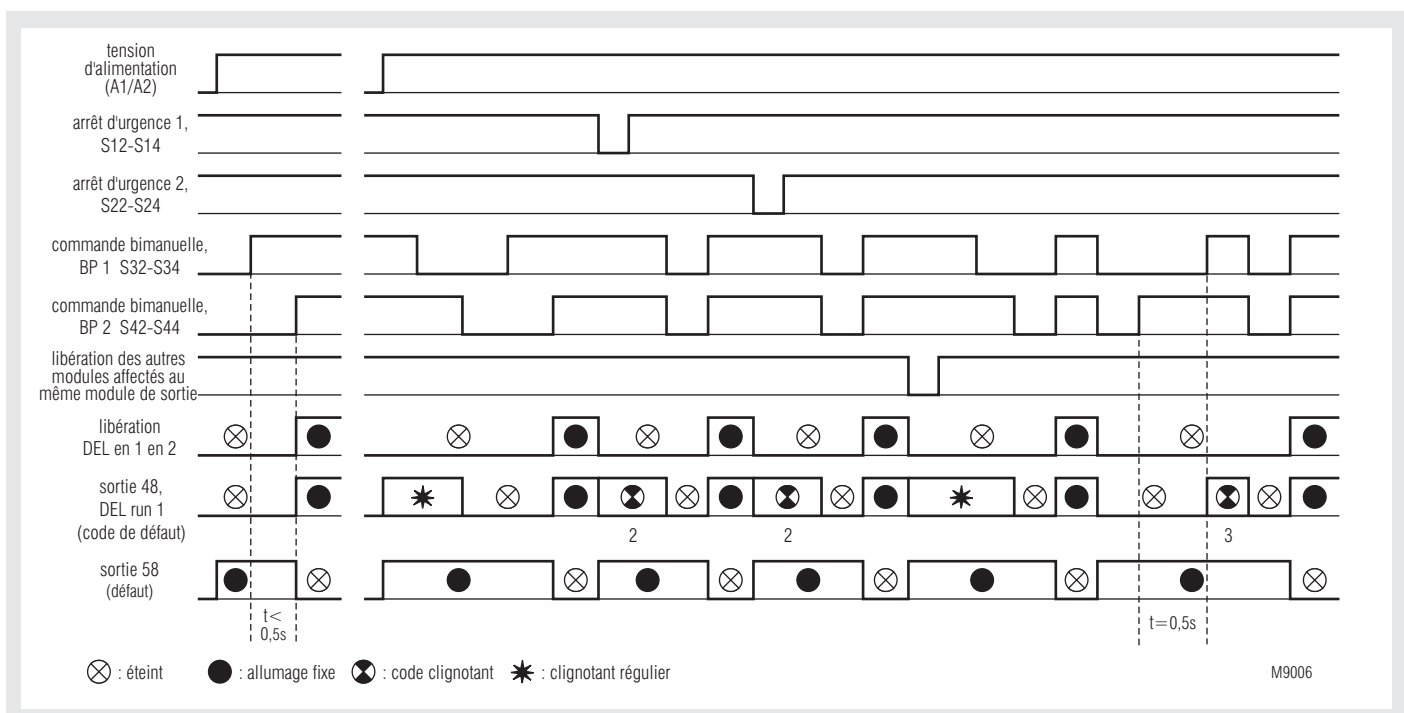 tension
d'alimentation
(A1/A2)
arrêt d'urgence 1,
S12-S14
arrêt d'urgence 2,
S22-S24
commande bimanuelle,
BP 1 S32-S34
commande bimanuelle,
BP 2 S42-S44
libération des autres
modules affectés au
même module de sortie
libération
DEL en 1 en 2
sortie 48,
DEL run 1
(code de défaut)
2
2
3
sortie 58
(défaut)
t<
0,5s
t=0,5s
: éteint
: allumage fixe
: code clignotant
: clignotant régulier
M9006